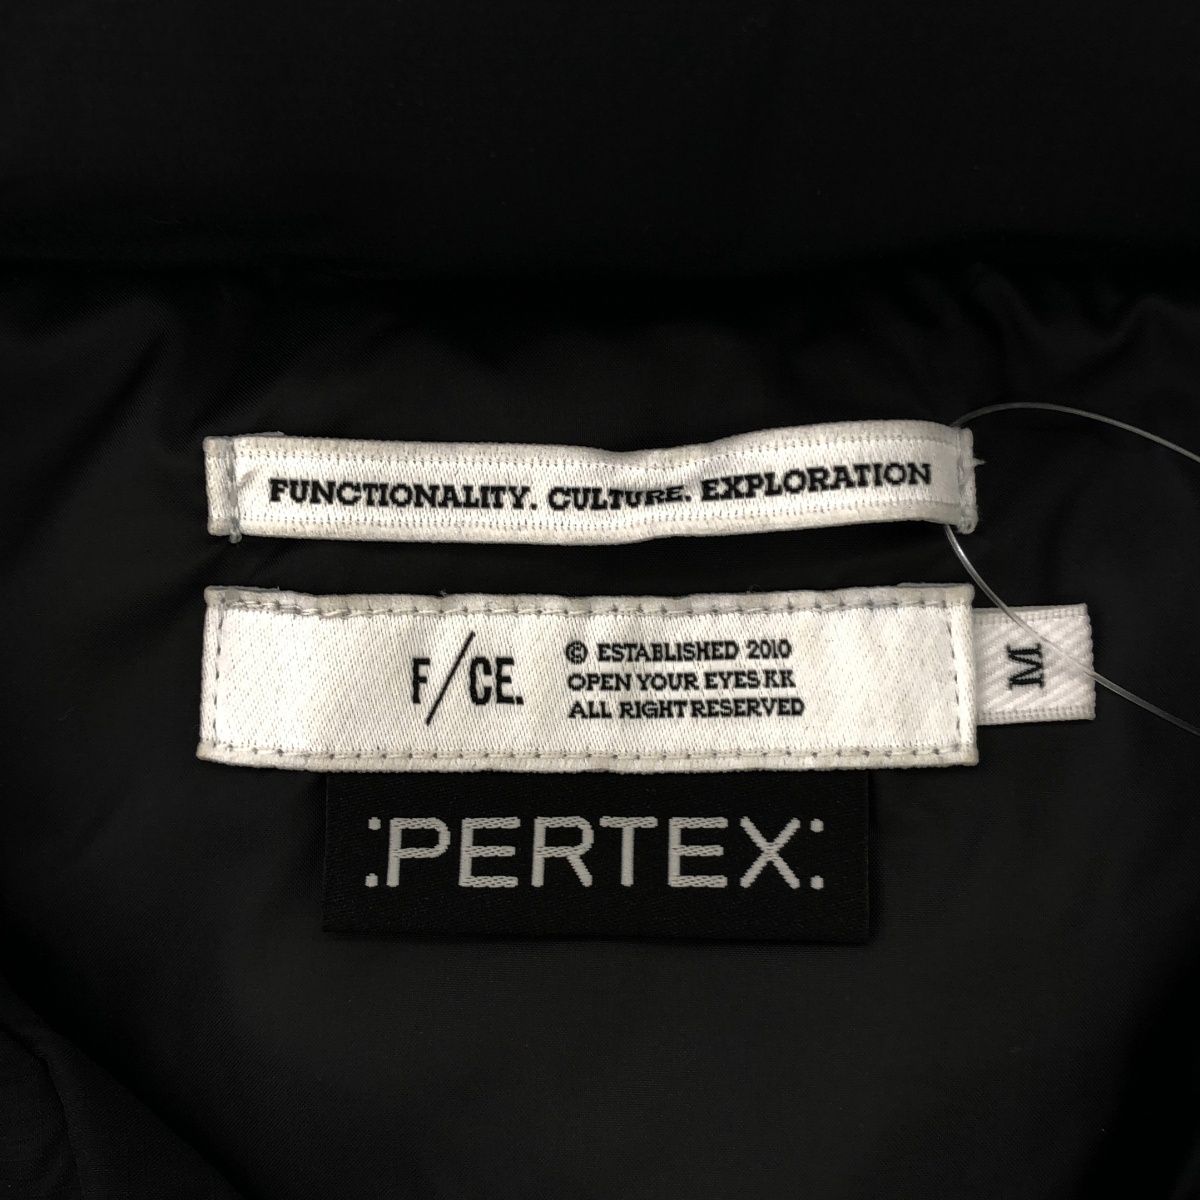 FUNCTIONALITY. CULTURE. EXPLORATION
F/CE.
© ESTABLISHED 2010
OPEN YOUR EYES KK
ALL RIGHT RESERVED
M
:PERTEX: